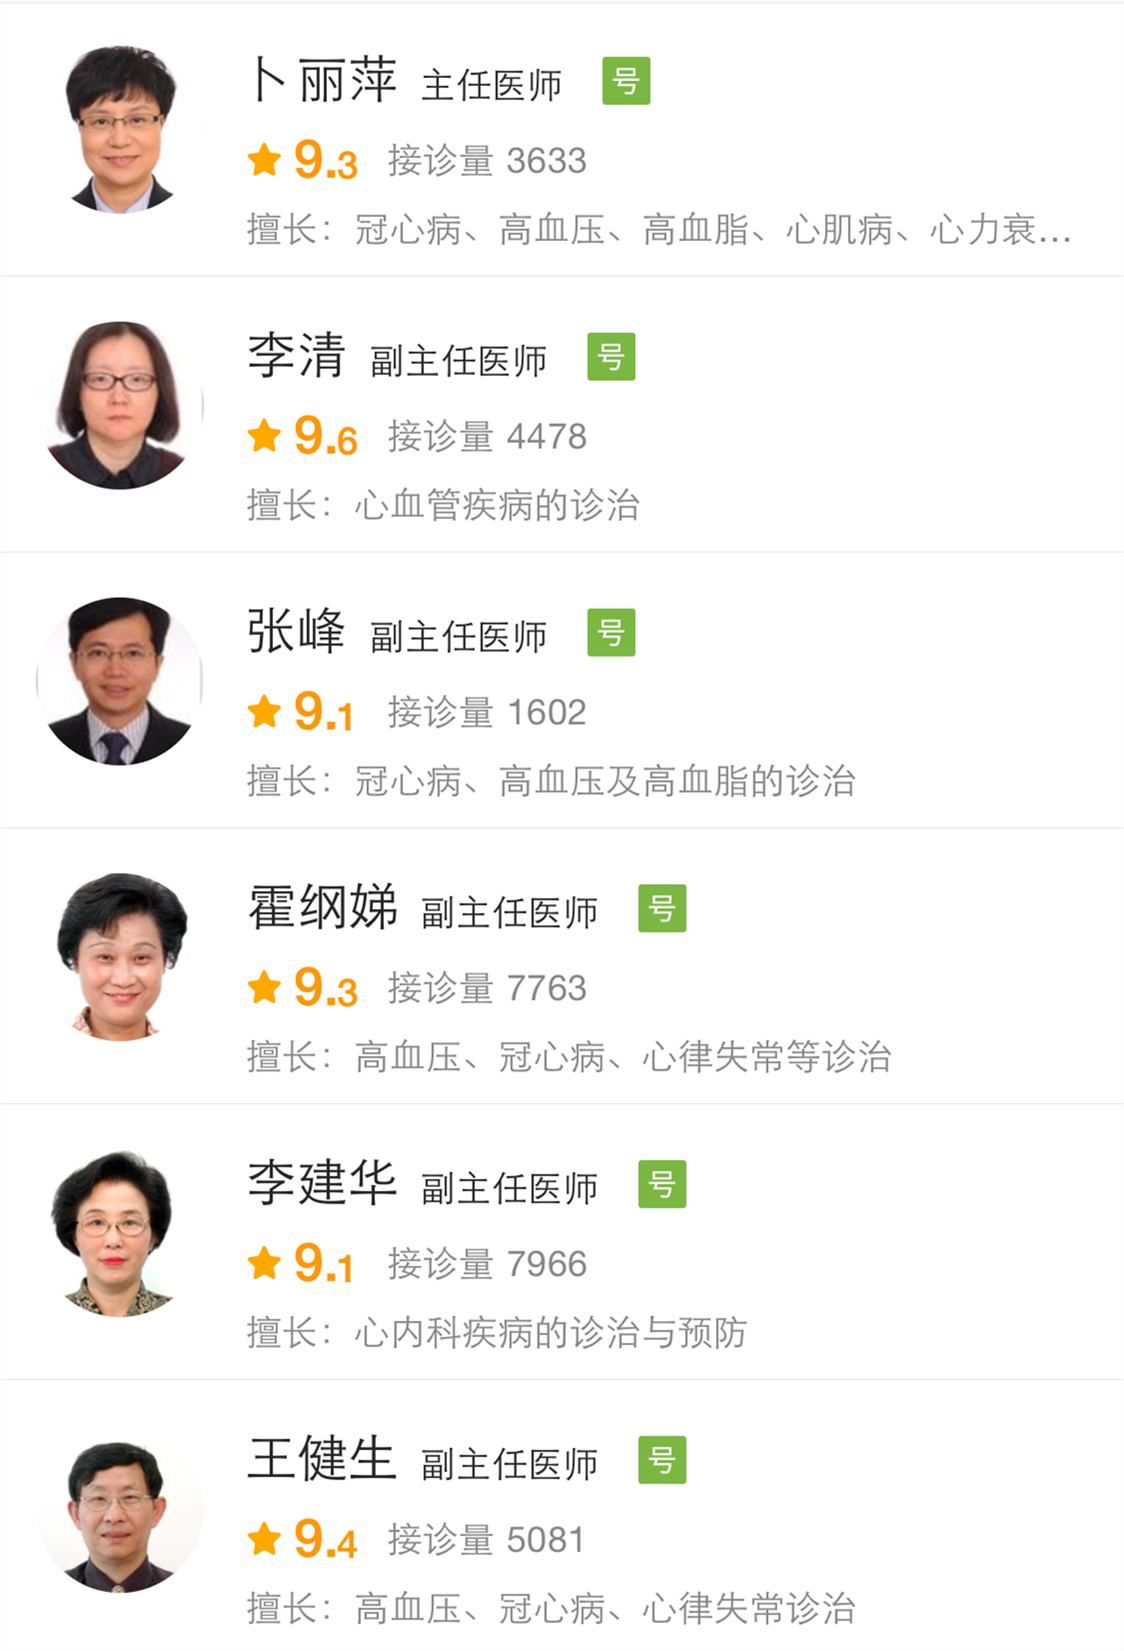 卜丽萍 主任医师 号
9.3 接诊量 3633
擅长：冠心病、高血压、高血脂、心肌病、心力衰...
李清 副主任医师 号
9.6 接诊量 4478
擅长：心血管疾病的诊治
张峰 副主任医师 号
9.1 接诊量 1602
擅长：冠心病、高血压及高血脂的诊治
霍纲娣 副主任医师 号
9.3 接诊量 7763
擅长：高血压、冠心病、心律失常等诊治
李建华 副主任医师 号
9.1 接诊量 7966
擅长：心内科疾病的诊治与预防
王健生 副主任医师 号
9.4 接诊量 5081
擅长：高血压、冠心病、心律失常诊治